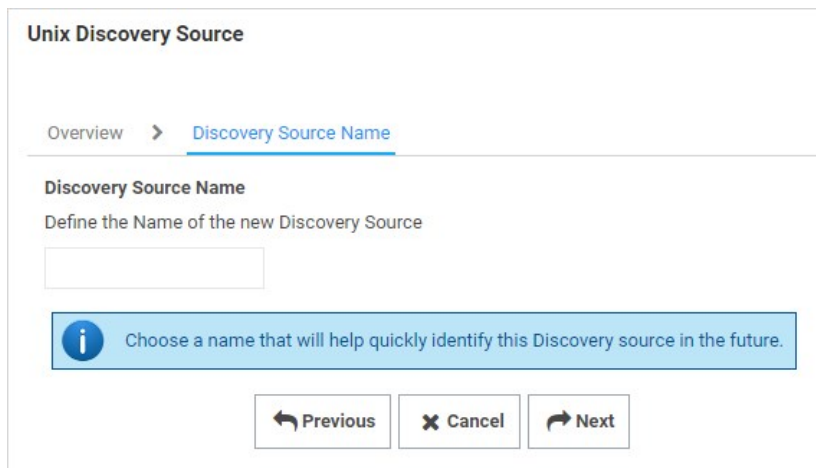 Unix Discovery Source
Overview > Discovery Source Name
Discovery Source Name
Define the Name of the new Discovery Source
Choose a name that will help quickly identify this Discovery source in the future.
Previous Cancel Next